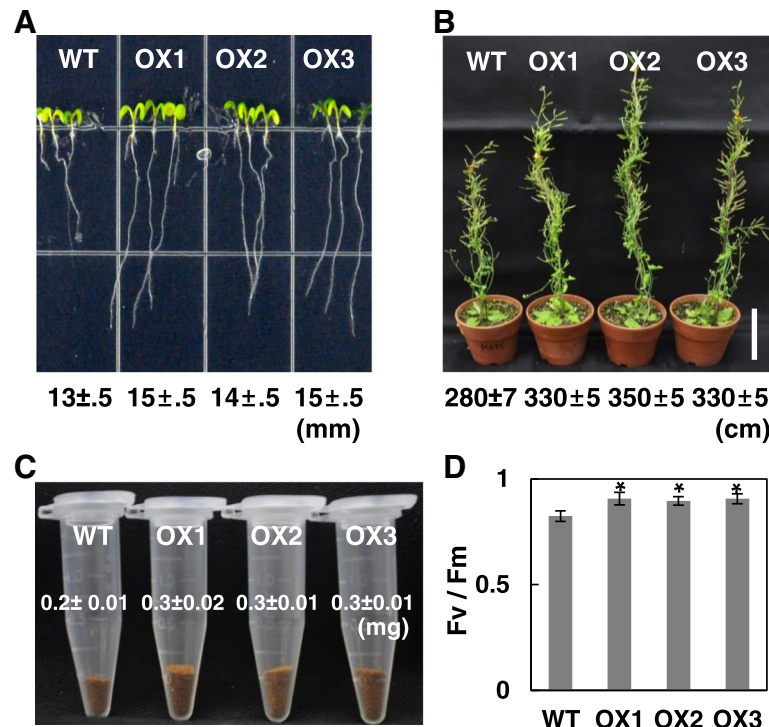 A
WT OX1 OX2 OX3
13±.5 15±.5 14±.5 15±.5
(mm)
B
WT OX1 OX2 OX3
280±7 330±5 350±5 330±5
(cm)
C
WT OX1 OX2 OX3
0.2± 0.01 0.3±0.02 0.3±0.01 0.3±0.01
(mg)
D
Fv / Fm
1
* * *
0.5
0
WT OX1 OX2 OX3